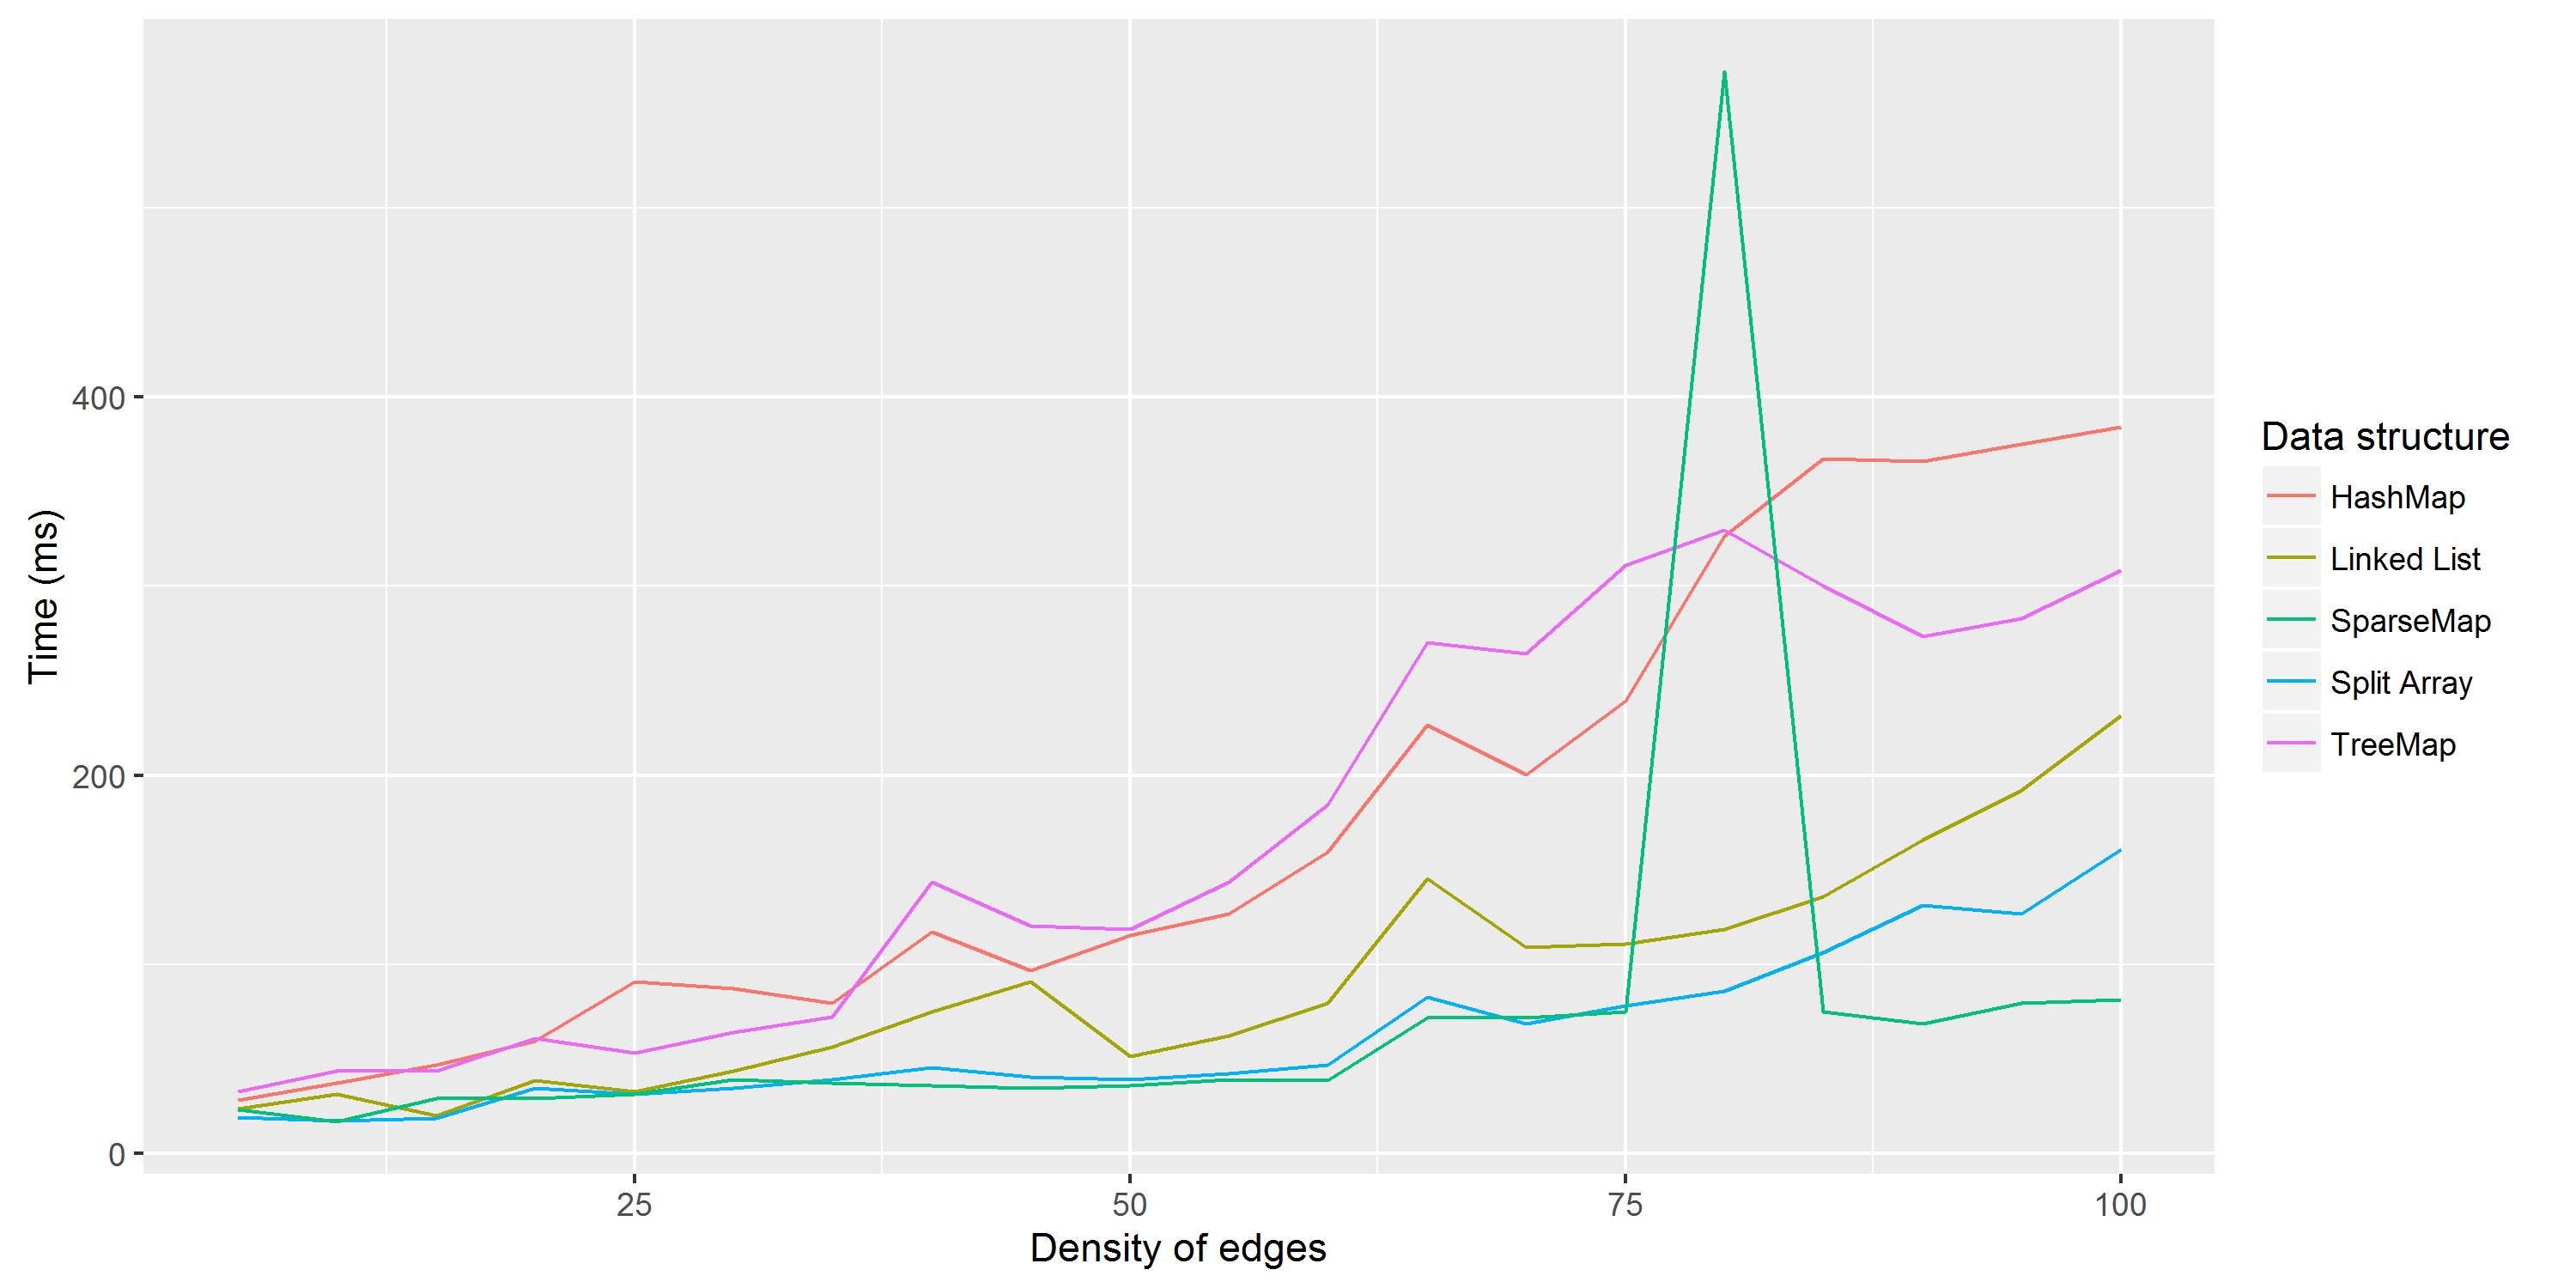 400
200
0
Time (ms)
25 50 75 100
Density of edges
Data structure
HashMap
Linked List
SparseMap
Split Array
TreeMap